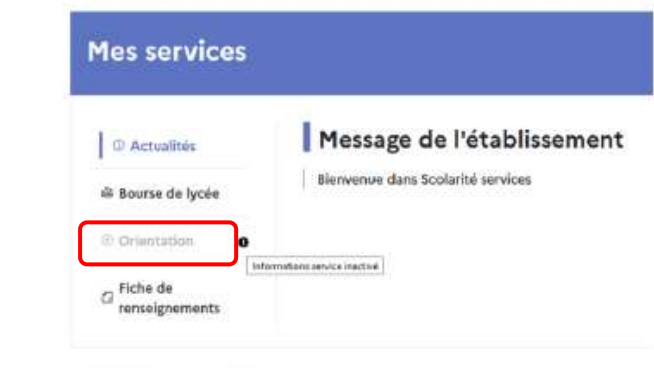 Mes services
Actualités
Message de l'établissement
Bienvenue dans Scolarité services
Bourse de lycée
Orientation
Informations service inactivé
Fiche de
renseignements